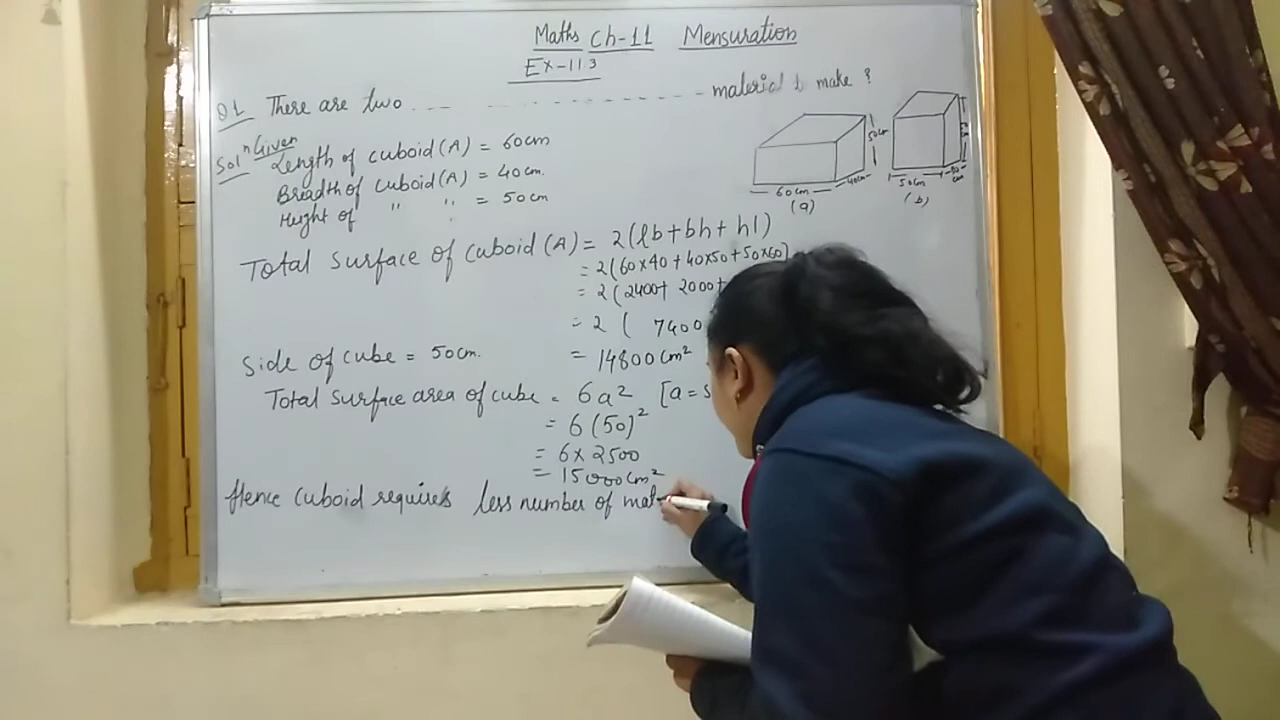 Maths Ch-11 Mensuration
Ex-11.3
Q1 There are two ... - - - - - - - - - - - material to make ?
Solⁿ Given
Length of cuboid (A) = 60cm
Breadth of cuboid (A) = 40cm.
Height of " " = 50cm
Total Surface of cuboid (A) = 2(lb+bh+hl)
= 2(60×40 + 40×50 + 50×60)
= 2 (2400+ 2000+
= 2 ( 7400
= 14800 cm²
Side of cube = 50cm.
Total surface area of cube = 6a² [a=s
= 6 (50)²
= 6 × 2500
= 15000cm²
Hence cuboid requires less number of mat
50cm
60cm
40cm
(a)
50cm
(b)